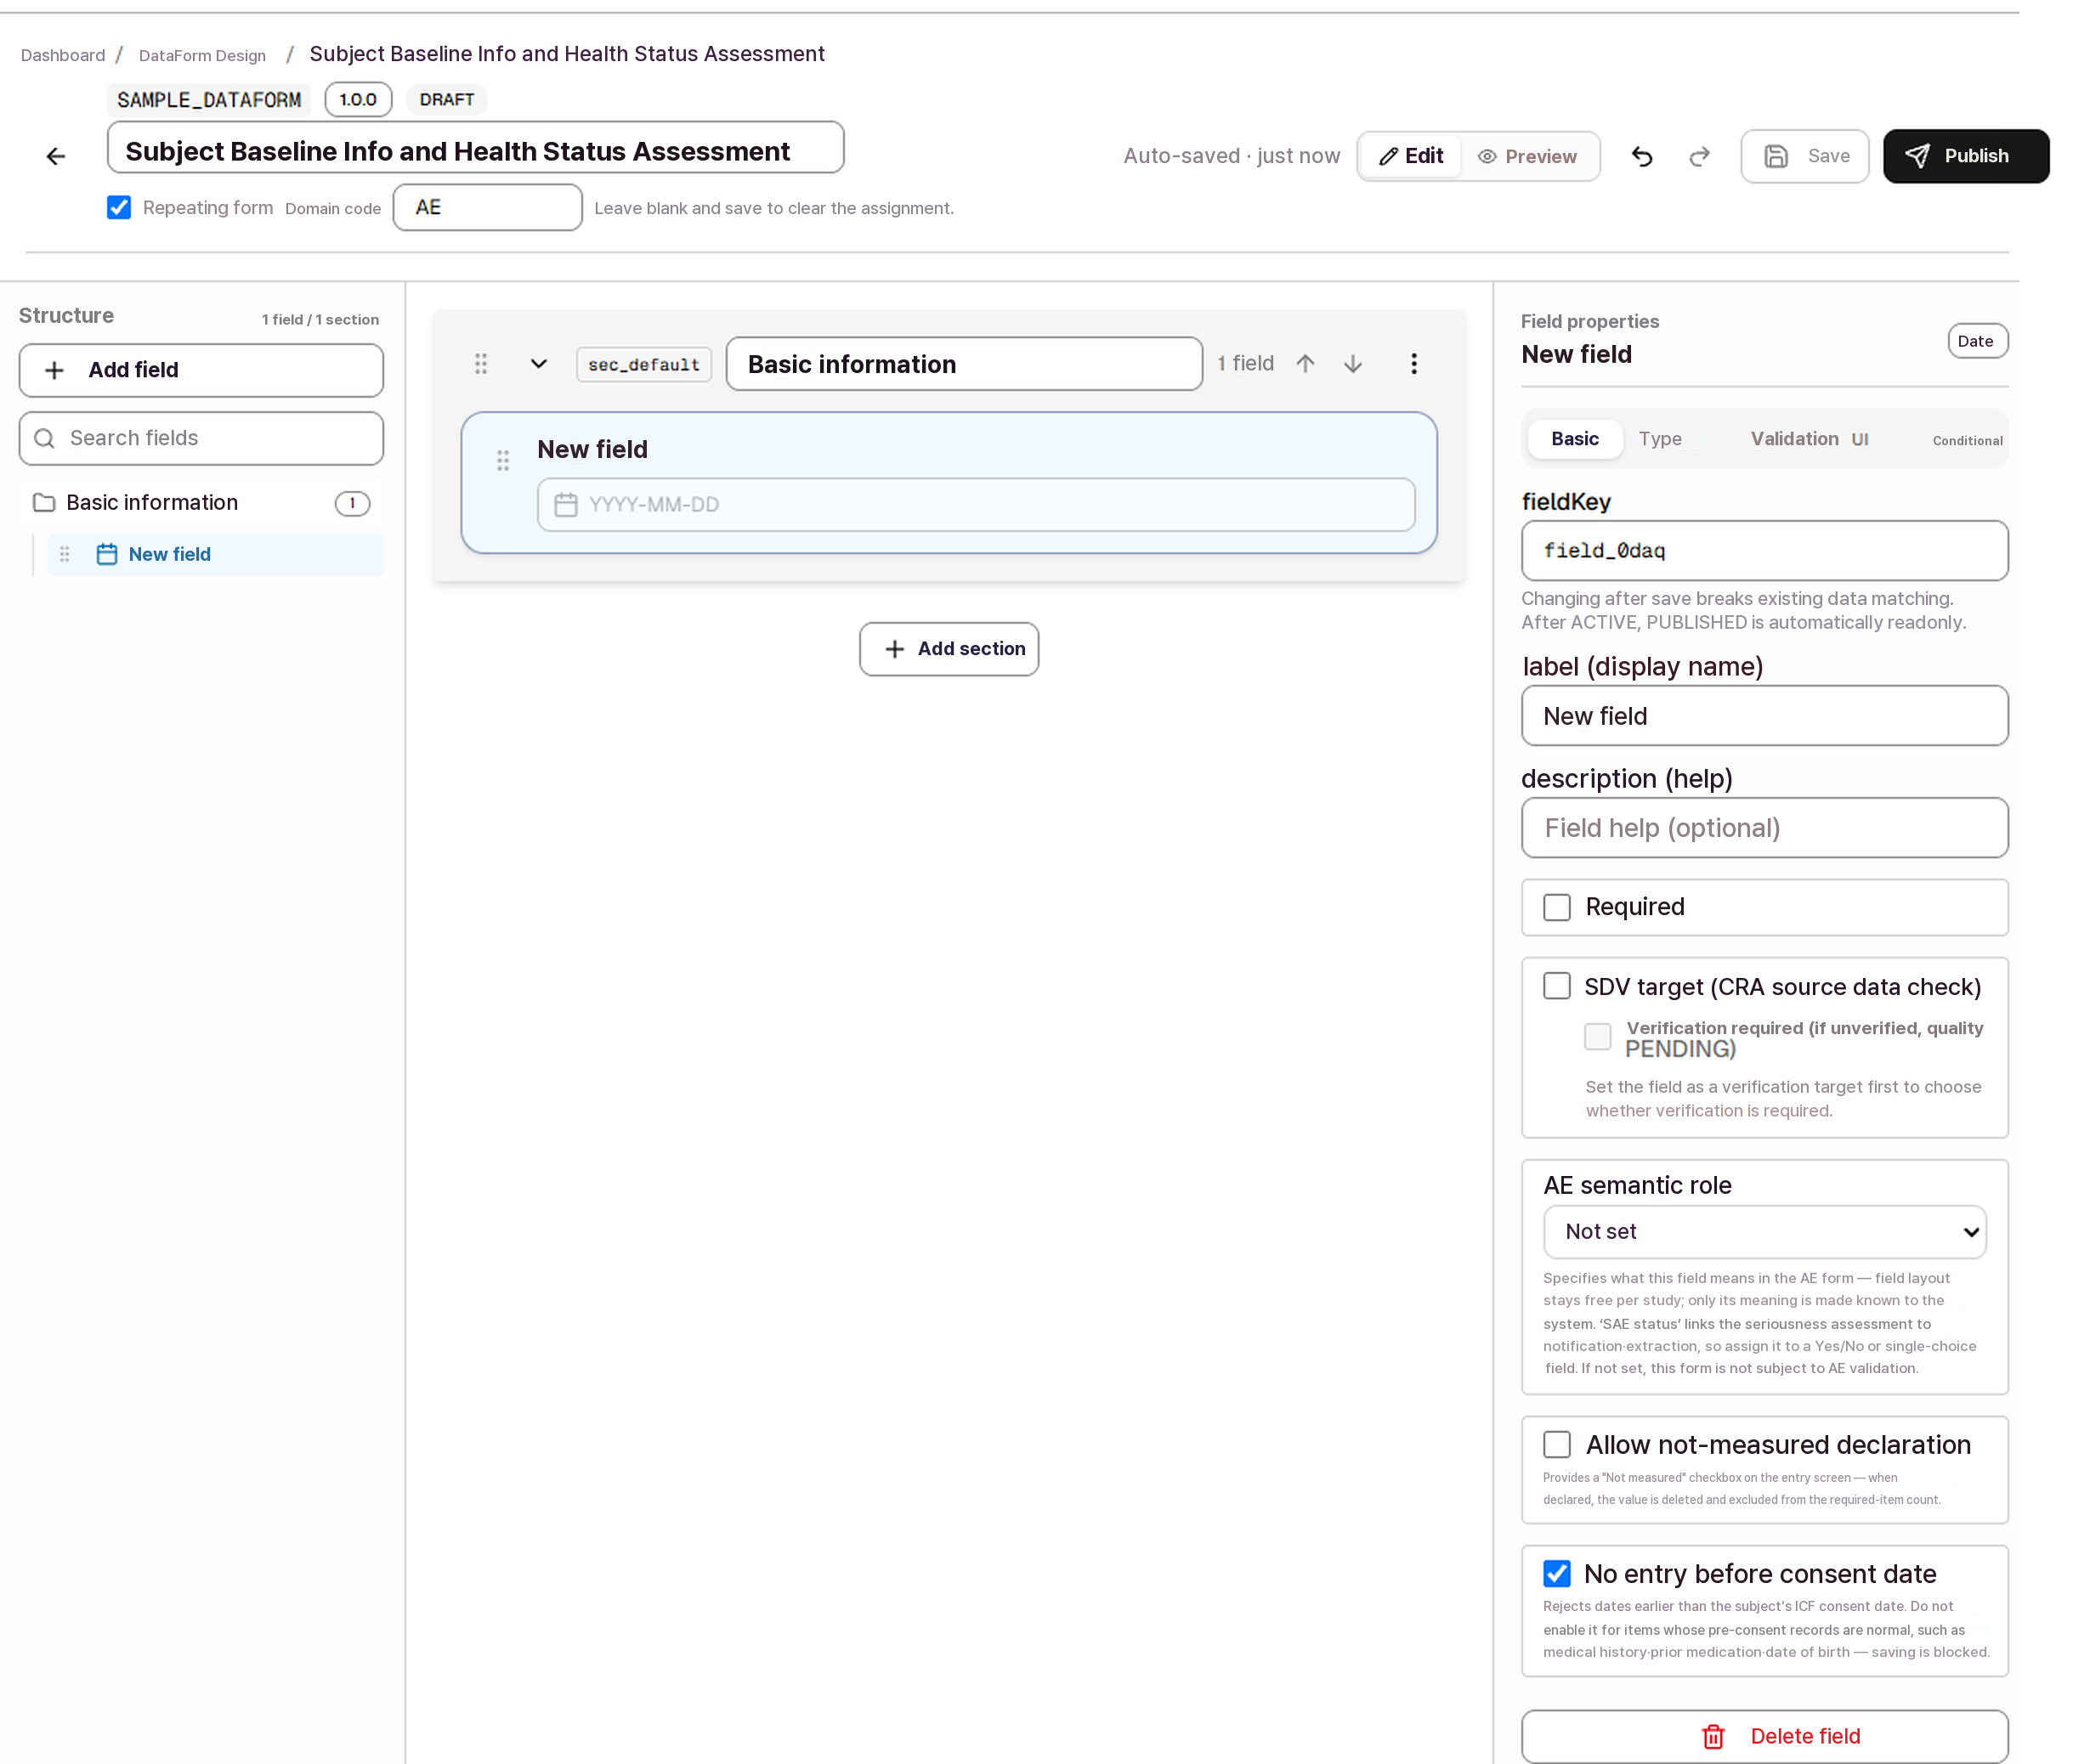 Dashboard / DataForm Design / Subject Baseline Info and Health Status Assessment
SAMPLE_DATAFORM 1.0.0 DRAFT
Subject Baseline Info and Health Status Assessment
Auto-saved · just now Edit Preview Save Publish
Repeating form Domain code AE Leave blank and save to clear the assignment.
Structure 1 field / 1 section
Add field
Search fields
Basic information 1
New field
sec_default Basic information 1 field
New field
YYYY-MM-DD
Add section
Field properties
New field Date
Basic Type Validation UI Conditional
fieldKey
field_0daq
Changing after save breaks existing data matching.
After ACTIVE, PUBLISHED is automatically readonly.
label (display name)
New field
description (help)
Field help (optional)
Required
SDV target (CRA source data check)
Verification required (if unverified, quality
PENDING)
Set the field as a verification target first to choose
whether verification is required.
AE semantic role
Not set
Specifies what this field means in the AE form — field layout
stays free per study; only its meaning is made known to the
system. ‘SAE status’ links the seriousness assessment to
notification·extraction, so assign it to a Yes/No or single-choice
field. If not set, this form is not subject to AE validation.
Allow not-measured declaration
Provides a "Not measured" checkbox on the entry screen — when
declared, the value is deleted and excluded from the required-item count.
No entry before consent date
Rejects dates earlier than the subject's ICF consent date. Do not
enable it for items whose pre-consent records are normal, such as
medical history·prior medication·date of birth — saving is blocked.
Delete field